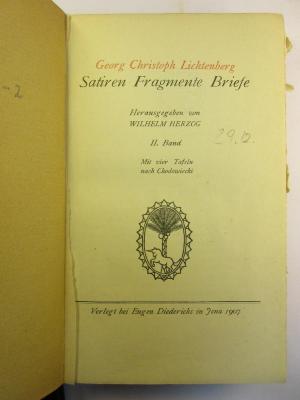 Georg Christoph Lichtenberg
Satiren Fragmente Briefe
Herausgegeben von
WILHELM HERZOG
II. Band
Mit vier Tafeln
nach Chodowiecki
Verlegt bei Eugen Diederichs in Jena 1907